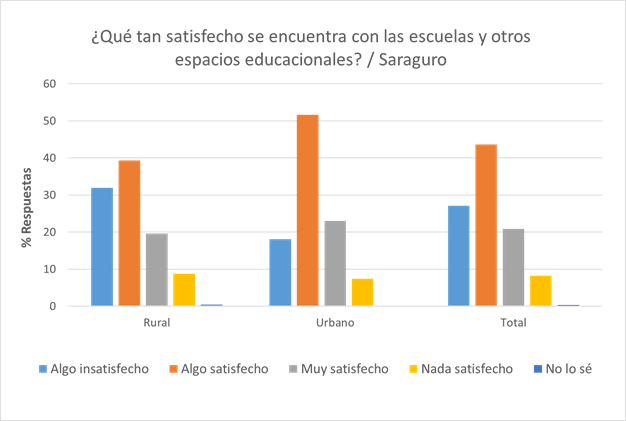 ¿Qué tan satisfecho se encuentra con las escuelas y otros
espacios educacionales? / Saraguro
60
50
40
30
20
10
0
% Respuestas
Rural
Urbano
Total
Algo insatisfecho
Algo satisfecho
Muy satisfecho
Nada satisfecho
No lo sé